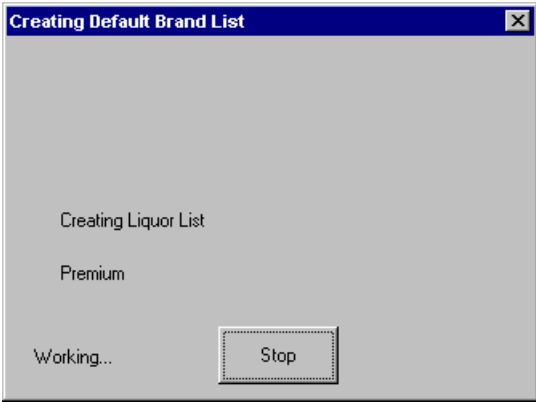 Creating Default Brand List
Creating Liquor List
Premium
Working...
Stop